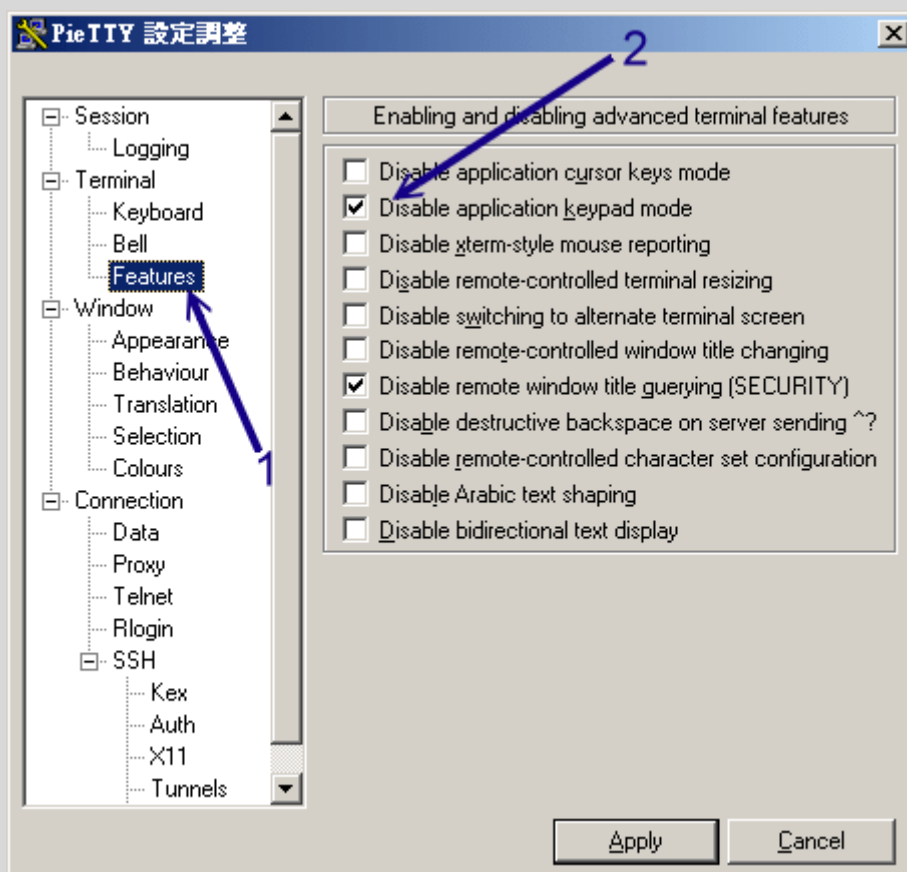 PieTTY 設定調整
2
Session
Logging
Terminal
Keyboard
Bell
Features
Window
Appearance
Behaviour
Translation
Selection
Colours
1
Connection
Data
Proxy
Telnet
Rlogin
SSH
Kex
Auth
X11
Tunnels
Enabling and disabling advanced terminal features
Disable application cursor keys mode
Disable application keypad mode
Disable xterm-style mouse reporting
Disable remote-controlled terminal resizing
Disable switching to alternate terminal screen
Disable remote-controlled window title changing
Disable remote window title querying (SECURITY)
Disable destructive backspace on server sending ^?
Disable remote-controlled character set configuration
Disable Arabic text shaping
Disable bidirectional text display
Apply
Cancel